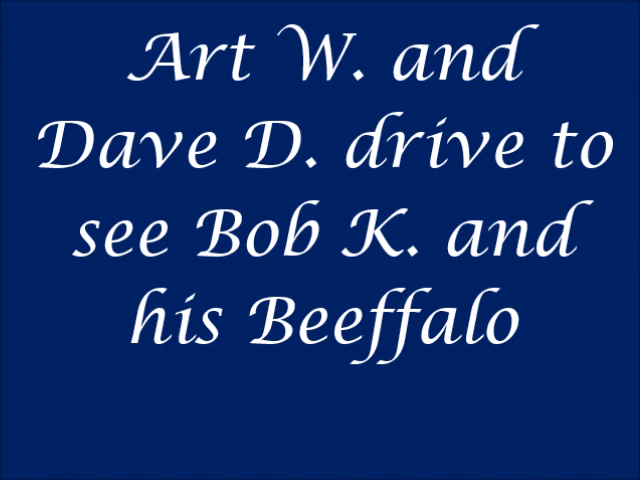 Art W. and
Dave D. drive to
see Bob K. and
his Beeffalo